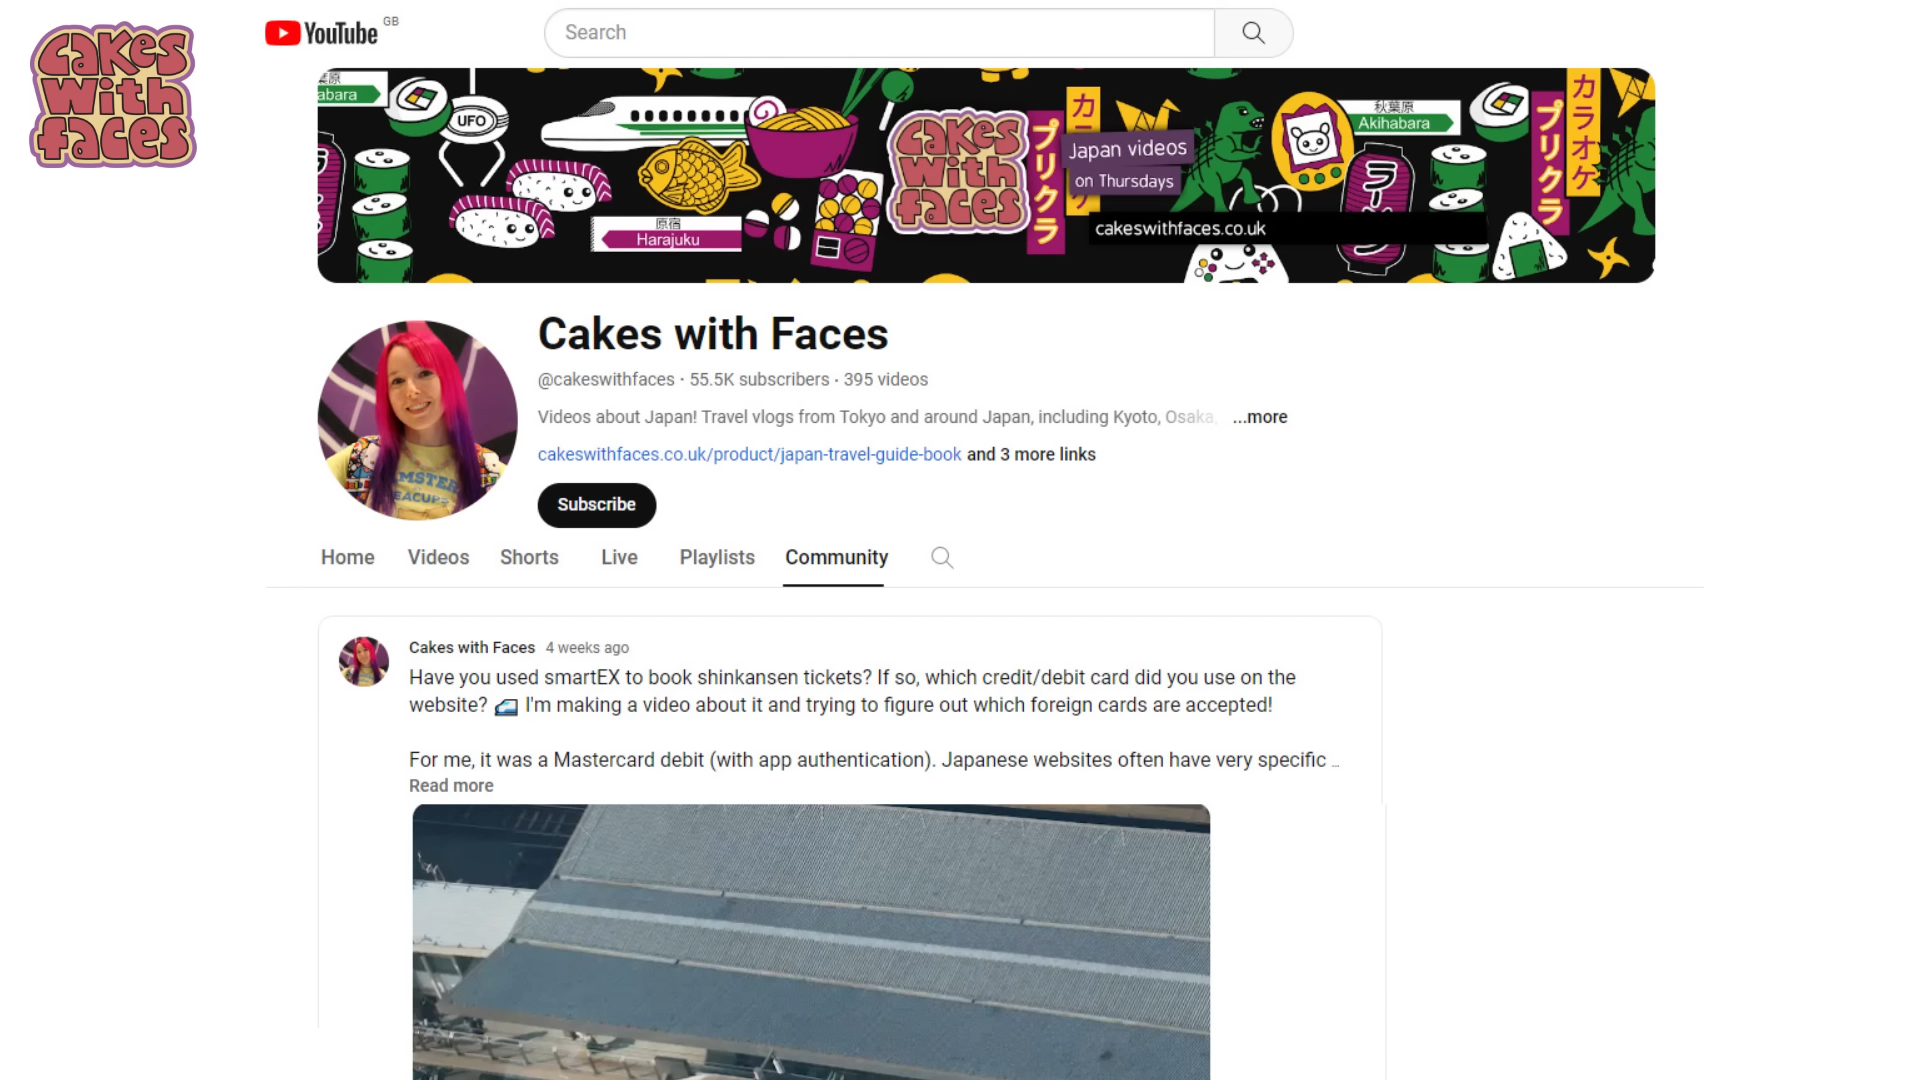 Cakes
With
faces
YouTube GB
Search
葉原
abara
UFO
原宿
Harajuku
Cakes
With
faces
プリクラ
カ
Japan videos
on Thursdays
cakeswithfaces.co.uk
秋葉原
Akihabara
ラーメン
プリクラ
カラオケ
Cakes with Faces
@cakeswithfaces · 55.5K subscribers · 395 videos
Videos about Japan! Travel vlogs from Tokyo and around Japan, including Kyoto, Osaka, ...more
cakeswithfaces.co.uk/product/japan-travel-guide-book and 3 more links
Subscribe
Home Videos Shorts Live Playlists Community
Cakes with Faces 4 weeks ago
Have you used smartEX to book shinkansen tickets? If so, which credit/debit card did you use on the
website? 🚅 I'm making a video about it and trying to figure out which foreign cards are accepted!
For me, it was a Mastercard debit (with app authentication). Japanese websites often have very specific ...
Read more